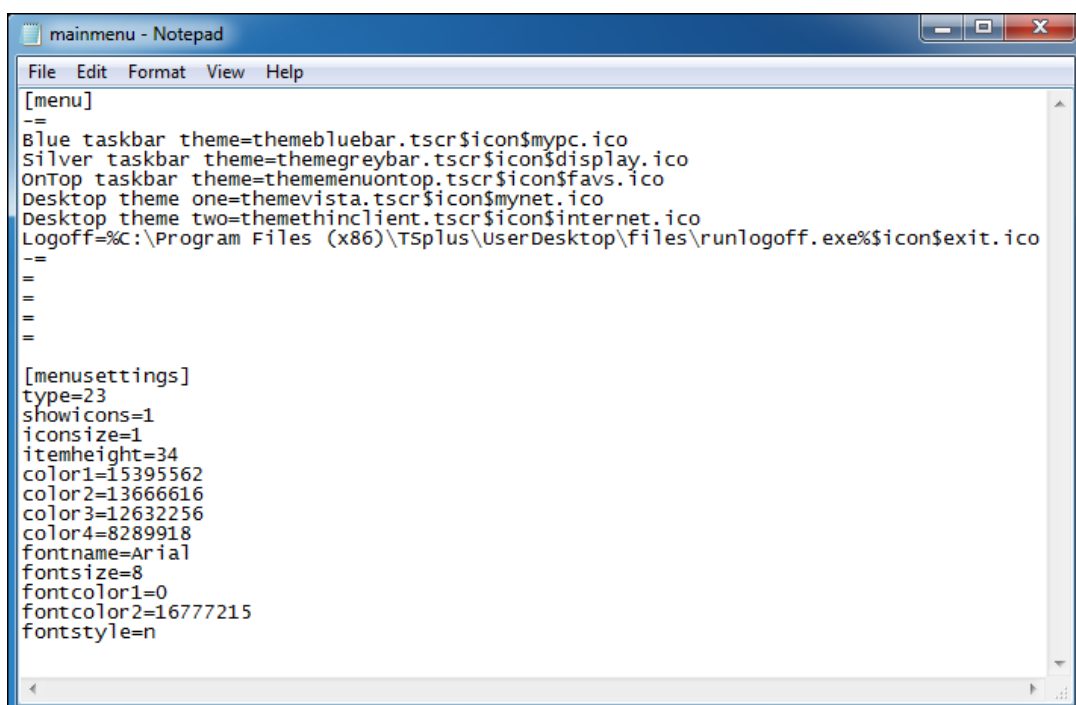 mainmenu - Notepad
File Edit Format View Help
[menu]
-=
Blue taskbar theme=themebluebar.tscr$icon$mypc.ico
Silver taskbar theme=themegreybar.tscr$icon$display.ico
OnTop taskbar theme=thememenuontop.tscr$icon$favs.ico
Desktop theme one=themevista.tscr$icon$mynet.ico
Desktop theme two=themethinclient.tscr$icon$internet.ico
Logoff=%C:\Program Files (x86)\TSplus\UserDesktop\files\runlogoff.exe%$icon$exit.ico
-=
=
=
=
=
[menusettings]
type=23
showicons=1
iconsize=1
itemheight=34
color1=15395562
color2=13666616
color3=12632256
color4=8289918
fontname=Arial
fontsize=8
fontcolor1=0
fontcolor2=16777215
fontstyle=n